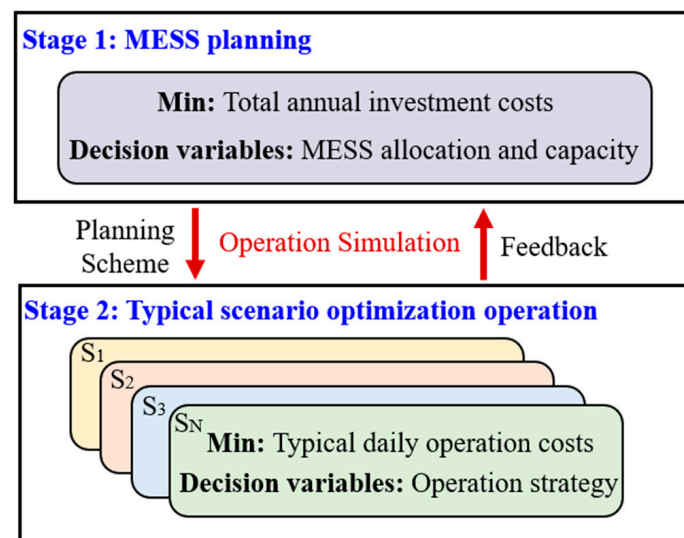 Stage 1: MESS planning
Min: Total annual investment costs
Decision variables: MESS allocation and capacity
Planning
Scheme
Operation Simulation
Feedback
Stage 2: Typical scenario optimization operation
S1
S2
S3
SN
Min: Typical daily operation costs
Decision variables: Operation strategy